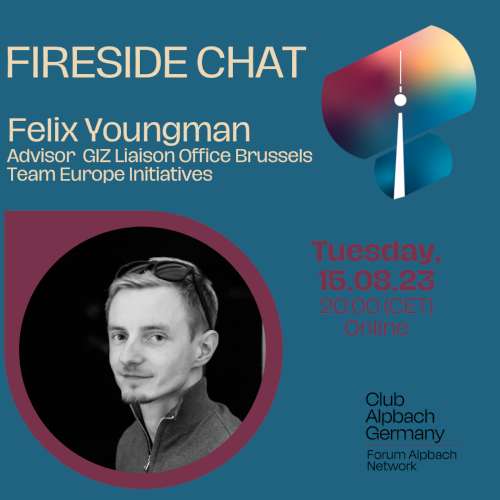 FIRESIDE CHAT
Felix Youngman
Advisor GIZ Liaison Office Brussels
Team Europe Initiatives
Tuesday,
15.08.23
20:00 (CET)
Online
Club
Alpbach
Germany
Forum Alpbach
Network